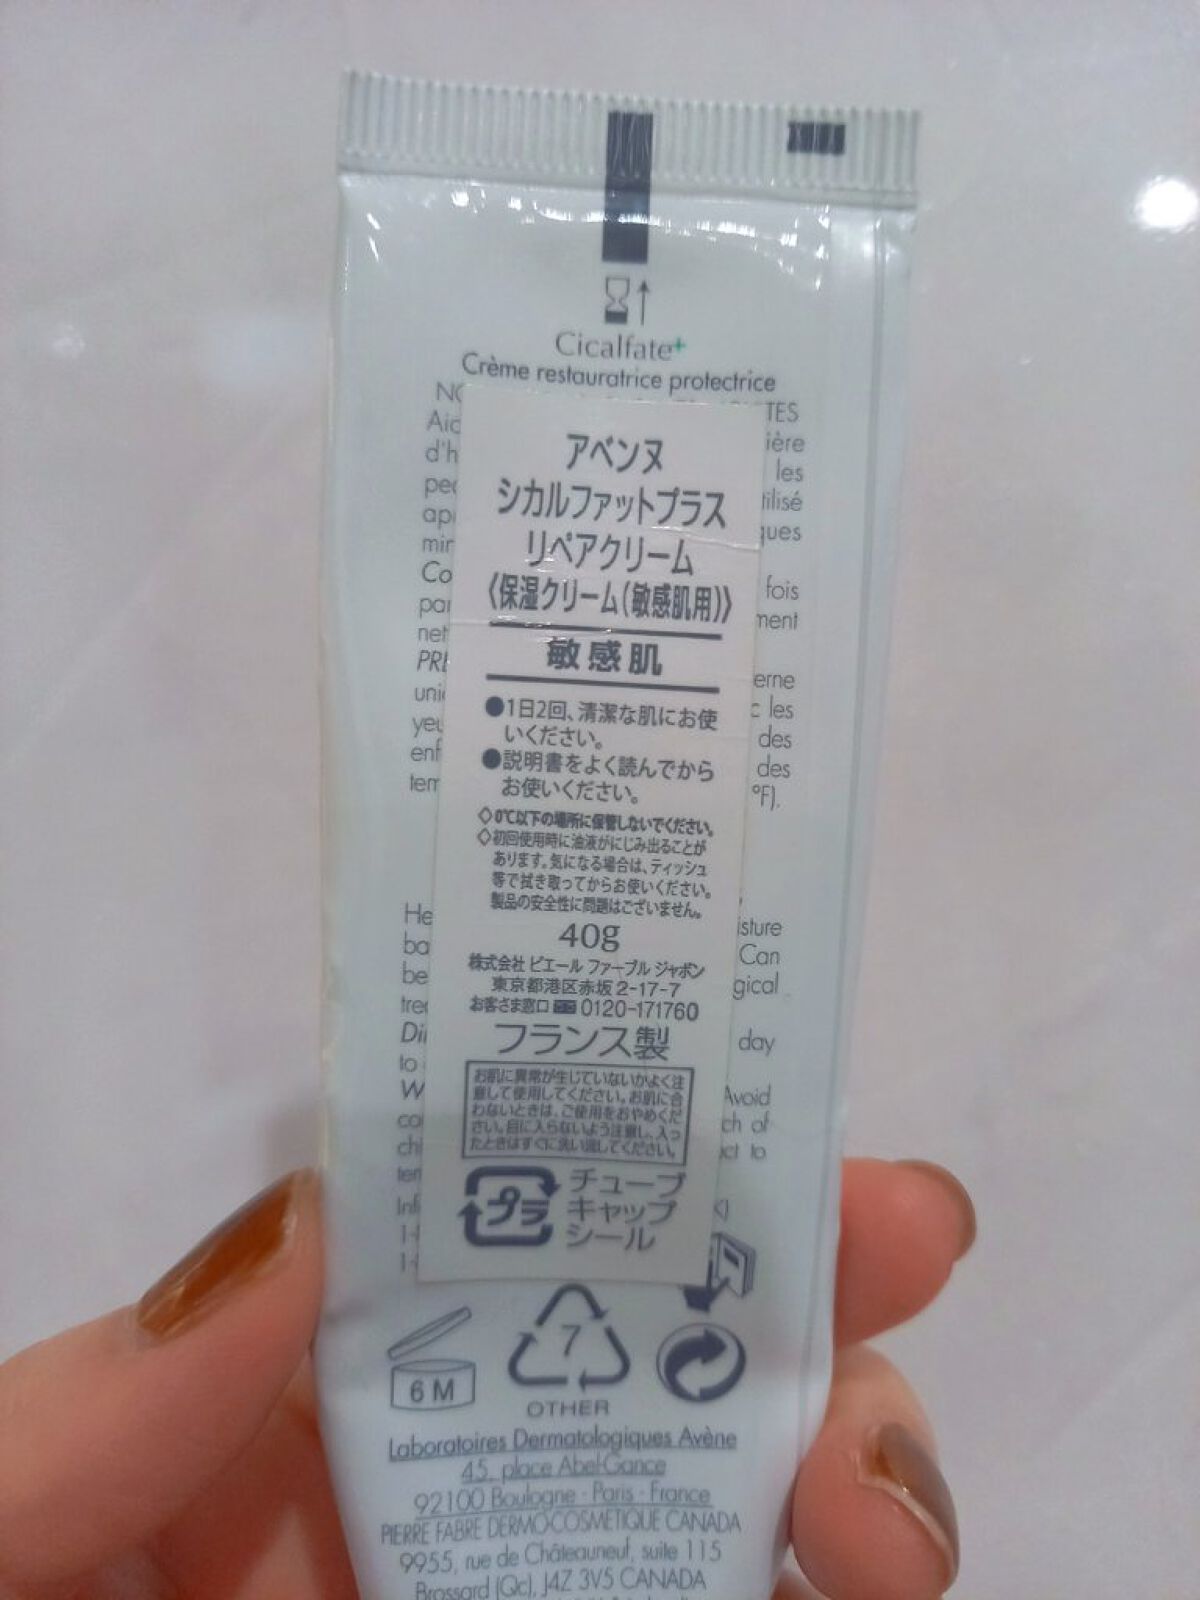 Cicalfate+
Crème restauratrice protectrice
アベンヌ
シカルファットプラス
リペアクリーム
《保湿クリーム(敏感肌用)》
敏感肌
●1日2回、清潔な肌にお使
いください。
●説明書をよく読んでから
お使いください。
◇0℃以下の場所に保管しないでください。
◇初回使用時に油液がにじみ出ることが
あります。気になる場合は、ティッシュ
等で拭き取ってからお使いください。
製品の安全性に問題はございません。
40g
株式会社 ピエール ファーブル ジャポン
東京都港区赤坂2-17-7
お客さま窓口 0120-171760
フランス製
お肌に異常が生じていないかよく注
意して使用してください。お肌に合
わないときは、ご使用をおやめくだ
さい。目に入らないよう注意し、入っ
たときはすぐに洗い流してください。
プラ
チューブ
キャップ
シール
ière
les
fois
des
des
°F).
He
Can
day
to
Avoid
to
6 M
7
OTHER
Laboratoires Dermatologiques Avène
45, place Abel-Gance
92100 Boulogne - Paris - France
PIERRE FABRE DERMO-COSMETIQUE CANADA
9955, rue de Châteauneuf, suite 115
Brossard (Qc), J4Z 3V5 CANADA